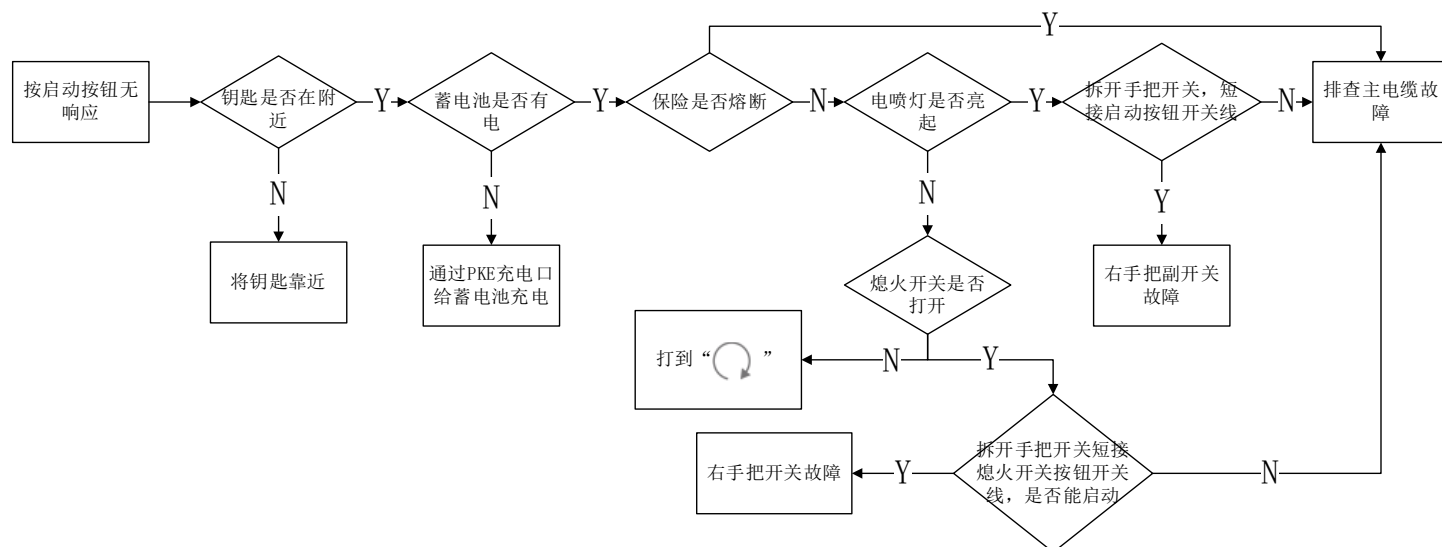 按启动按钮无
响应
钥匙是否在附
近
Y
蓄电池是否有
电
Y
保险是否熔断
Y
N
电喷灯是否亮
起
Y
拆开手把开关，短
接启动按钮开关线
N
排查主电缆故
障
N
将钥匙靠近
N
通过PKE充电口
给蓄电池充电
N
熄火开关是否
打开
Y
右手把副开关
故障
N
打到“ ”
Y
拆开手把开关短接
熄火开关按钮开关
线，是否能启动
Y
右手把开关故障
N